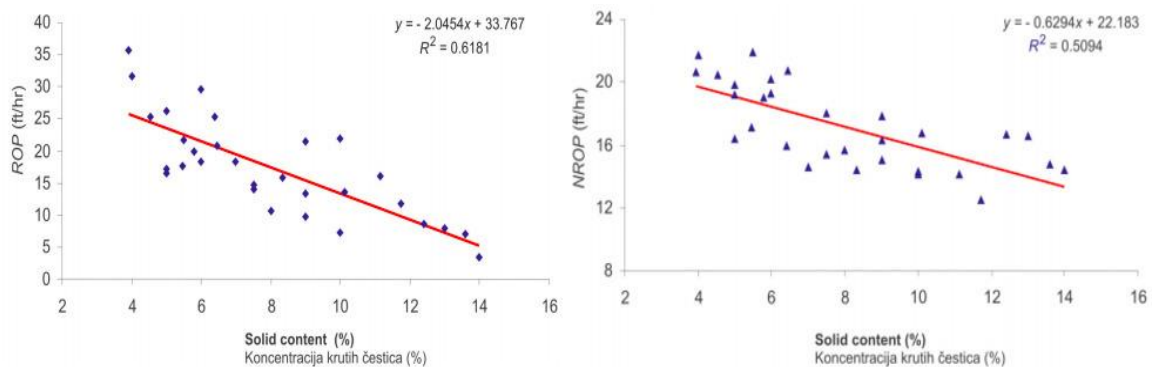 y = - 2.0454x + 33.767
R² = 0.6181
ROP (ft/hr)
40
35
30
25
20
15
10
5
0
2 4 6 8 10 12 14 16
Solid content (%)
Koncentracija krutih čestica (%)
y = - 0.6294x + 22.183
R² = 0.5094
NROP (ft/hr)
24
20
16
12
8
2 4 6 8 10 12 14 16
Solid content (%)
Koncentracija krutih čestica (%)